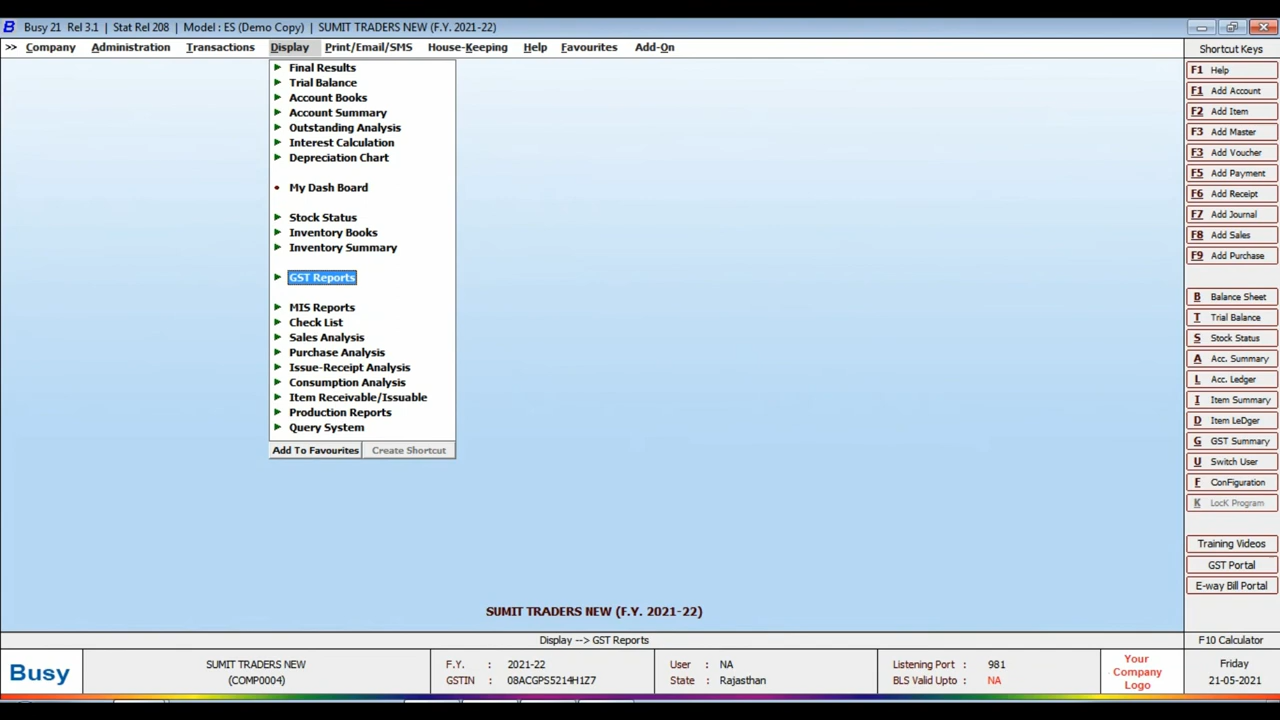 B Busy 21 Rel 3.1 | Stat Rel 208 | Model : ES (Demo Copy) | SUMIT TRADERS NEW (F.Y. 2021-22)
>> Company Administration Transactions Display Print/Email/SMS House-Keeping Help Favourites Add-On
Final Results
Trial Balance
Account Books
Account Summary
Outstanding Analysis
Interest Calculation
Depreciation Chart
My Dash Board
Stock Status
Inventory Books
Inventory Summary
GST Reports
MIS Reports
Check List
Sales Analysis
Purchase Analysis
Issue-Receipt Analysis
Consumption Analysis
Item Receivable/Issuable
Production Reports
Query System
Add To Favourites Create Shortcut
Shortcut Keys
F1 Help
F1 Add Account
F2 Add Item
F3 Add Master
F3 Add Voucher
F5 Add Payment
F6 Add Receipt
F7 Add Journal
F8 Add Sales
F9 Add Purchase
B Balance Sheet
T Trial Balance
S Stock Status
A Acc. Summary
L Acc. Ledger
I Item Summary
D Item LeDger
G GST Summary
U Switch User
F ConFiguration
K LocK Program
Training Videos
GST Portal
E-way Bill Portal
SUMIT TRADERS NEW (F.Y. 2021-22)
Display --> GST Reports
F10 Calculator
Busy
SUMIT TRADERS NEW
(COMP0004)
F.Y. : 2021-22
GSTIN : 08ACGPS5214H1Z7
User : NA
State : Rajasthan
Listening Port : 981
BLS Valid Upto : NA
Your
Company
Logo
Friday
21-05-2021